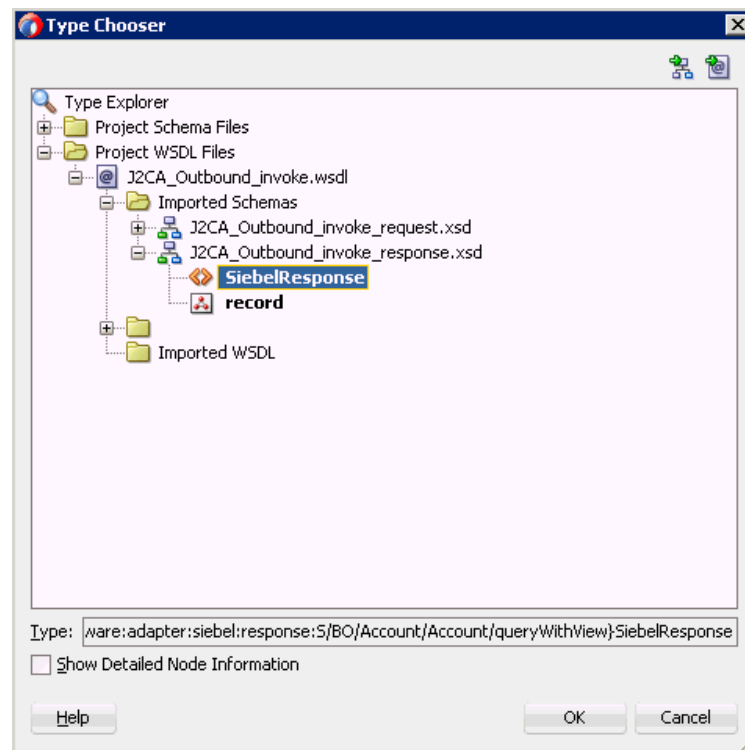 Type Chooser
Type Explorer
Project Schema Files
Project WSDL Files
J2CA_Outbound_invoke.wsdl
Imported Schemas
J2CA_Outbound_invoke_request.xsd
J2CA_Outbound_invoke_response.xsd
SiebelResponse
record
Imported WSDL
Type: ware:adapter:siebel:response:S/BO/Account/Account/queryWithView}SiebelResponse
Show Detailed Node Information
Help OK Cancel